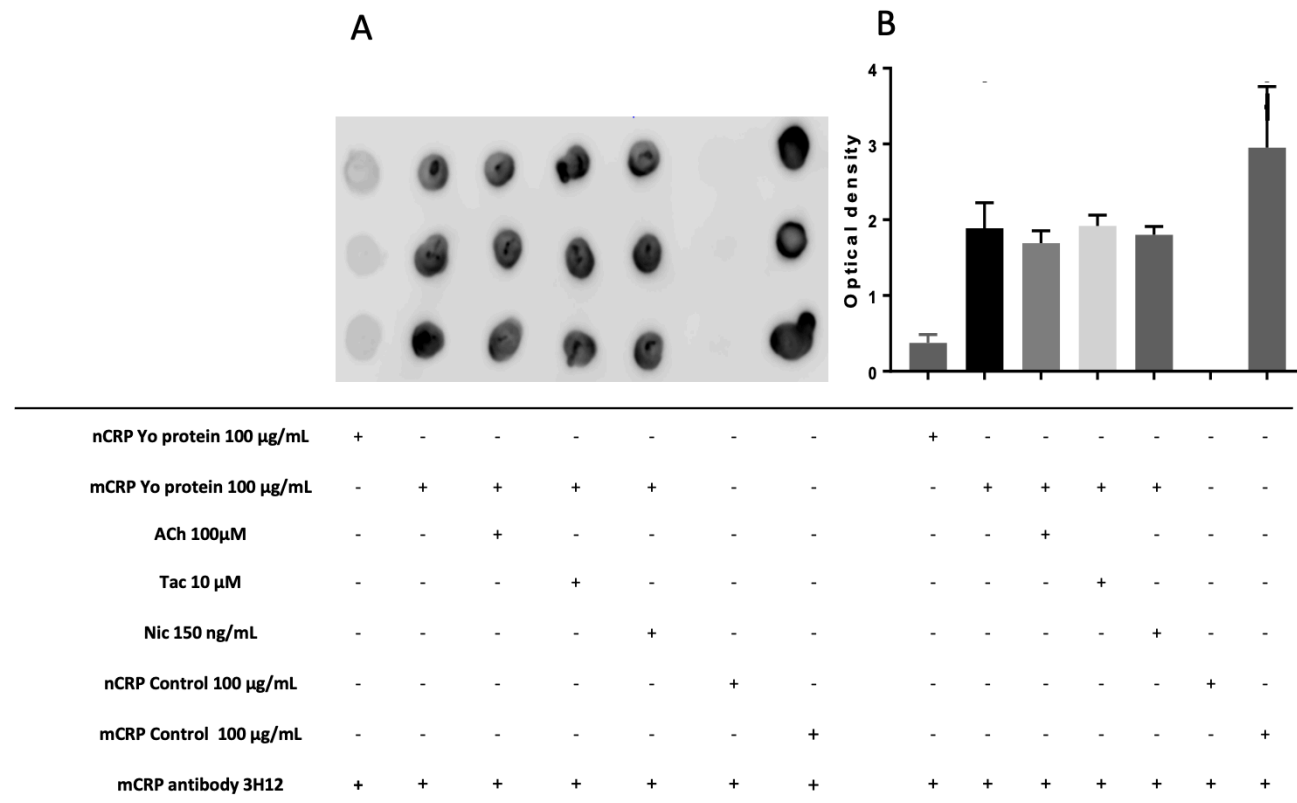 A
B
4
3
2
1
0
Optical density
nCRP Yo protein 100 µg/mL + - - - - - - + - - - - - -
mCRP Yo protein 100 µg/mL - + + + + - - - + + + + - -
ACh 100µM - - + - - - - - - + - - -
Tac 10 µM - - - + - - - - - - + - - -
Nic 150 ng/mL - - - - + - - - - - - + - -
nCRP Control 100 µg/mL - - - - - + - - - - - - + -
mCRP Control 100 µg/mL - - - - - - + - - - - - - +
mCRP antibody 3H12 + + + + + + + + + + + + + +